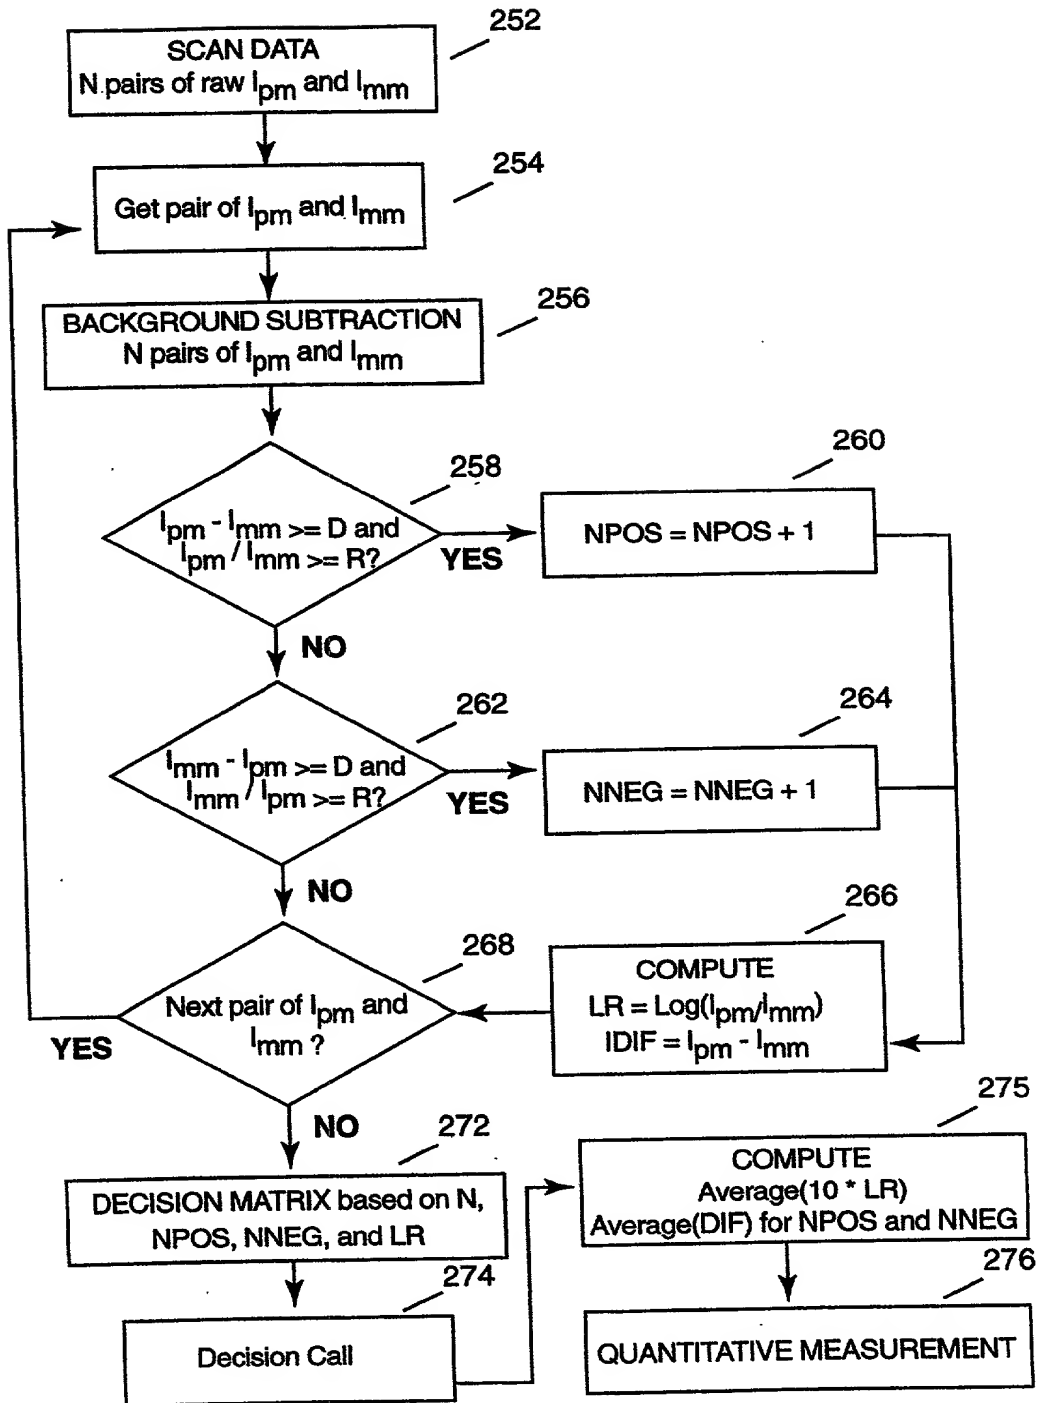 252
SCAN DATA
N pairs of raw Ipm and Imm
254
Get pair of Ipm and Imm
256
BACKGROUND SUBTRACTION
N pairs of Ipm and Imm
258
Ipm - Imm >= D and
Ipm / Imm >= R?
YES
260
NPOS = NPOS + 1
NO
262
Imm - Ipm >= D and
Imm / Ipm >= R?
YES
264
NNEG = NNEG + 1
NO
266
COMPUTE
LR = Log(Ipm/Imm)
IDIF = Ipm - Imm
268
Next pair of Ipm and
Imm ?
YES
NO
272
DECISION MATRIX based on N,
NPOS, NNEG, and LR
274
Decision Call
275
COMPUTE
Average(10 * LR)
Average(DIF) for NPOS and NNEG
276
QUANTITATIVE MEASUREMENT